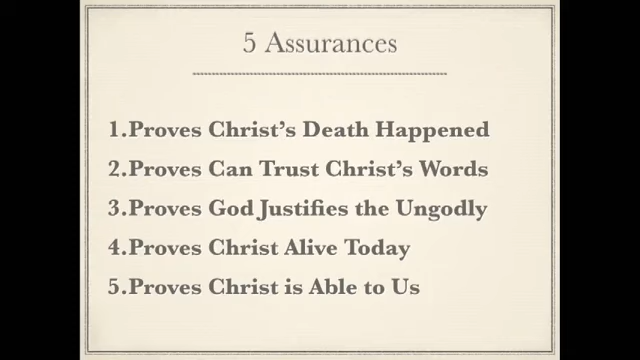 5 Assurances
1.Proves Christ's Death Happened
2.Proves Can Trust Christ's Words
3.Proves God Justifies the Ungodly
4.Proves Christ Alive Today
5.Proves Christ is Able to Us